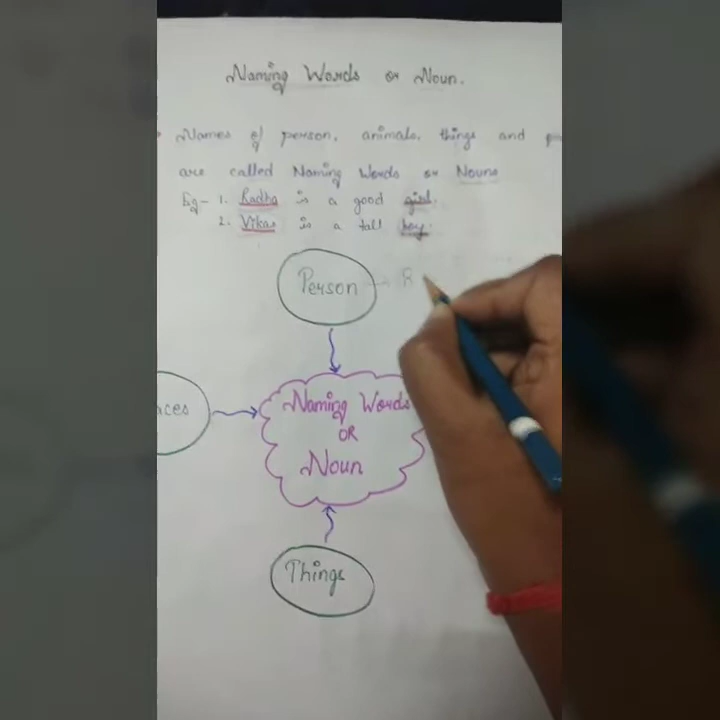 Naming Words or Noun.
Names of person, animals, things and
are called Naming Words or Nouns
Eg- 1. Radha is a good girl.
2. Vikas is a tall boy.
Person → R
Naming Words
OR
Noun
Things